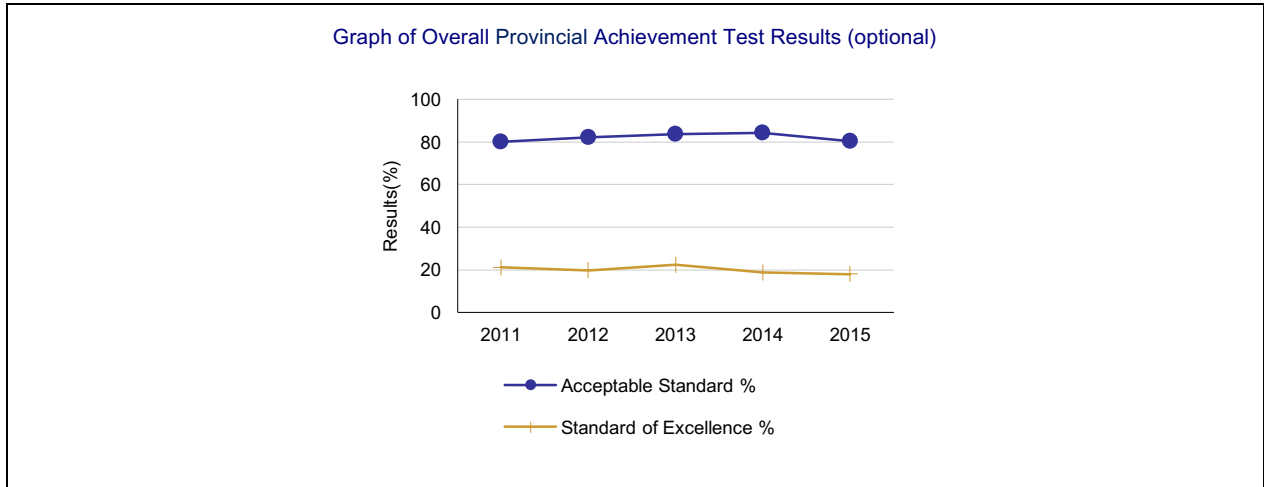 Graph of Overall Provincial Achievement Test Results (optional)
100
80
60
40
20
0
Results(%)
2011 2012 2013 2014 2015
Acceptable Standard %
Standard of Excellence %